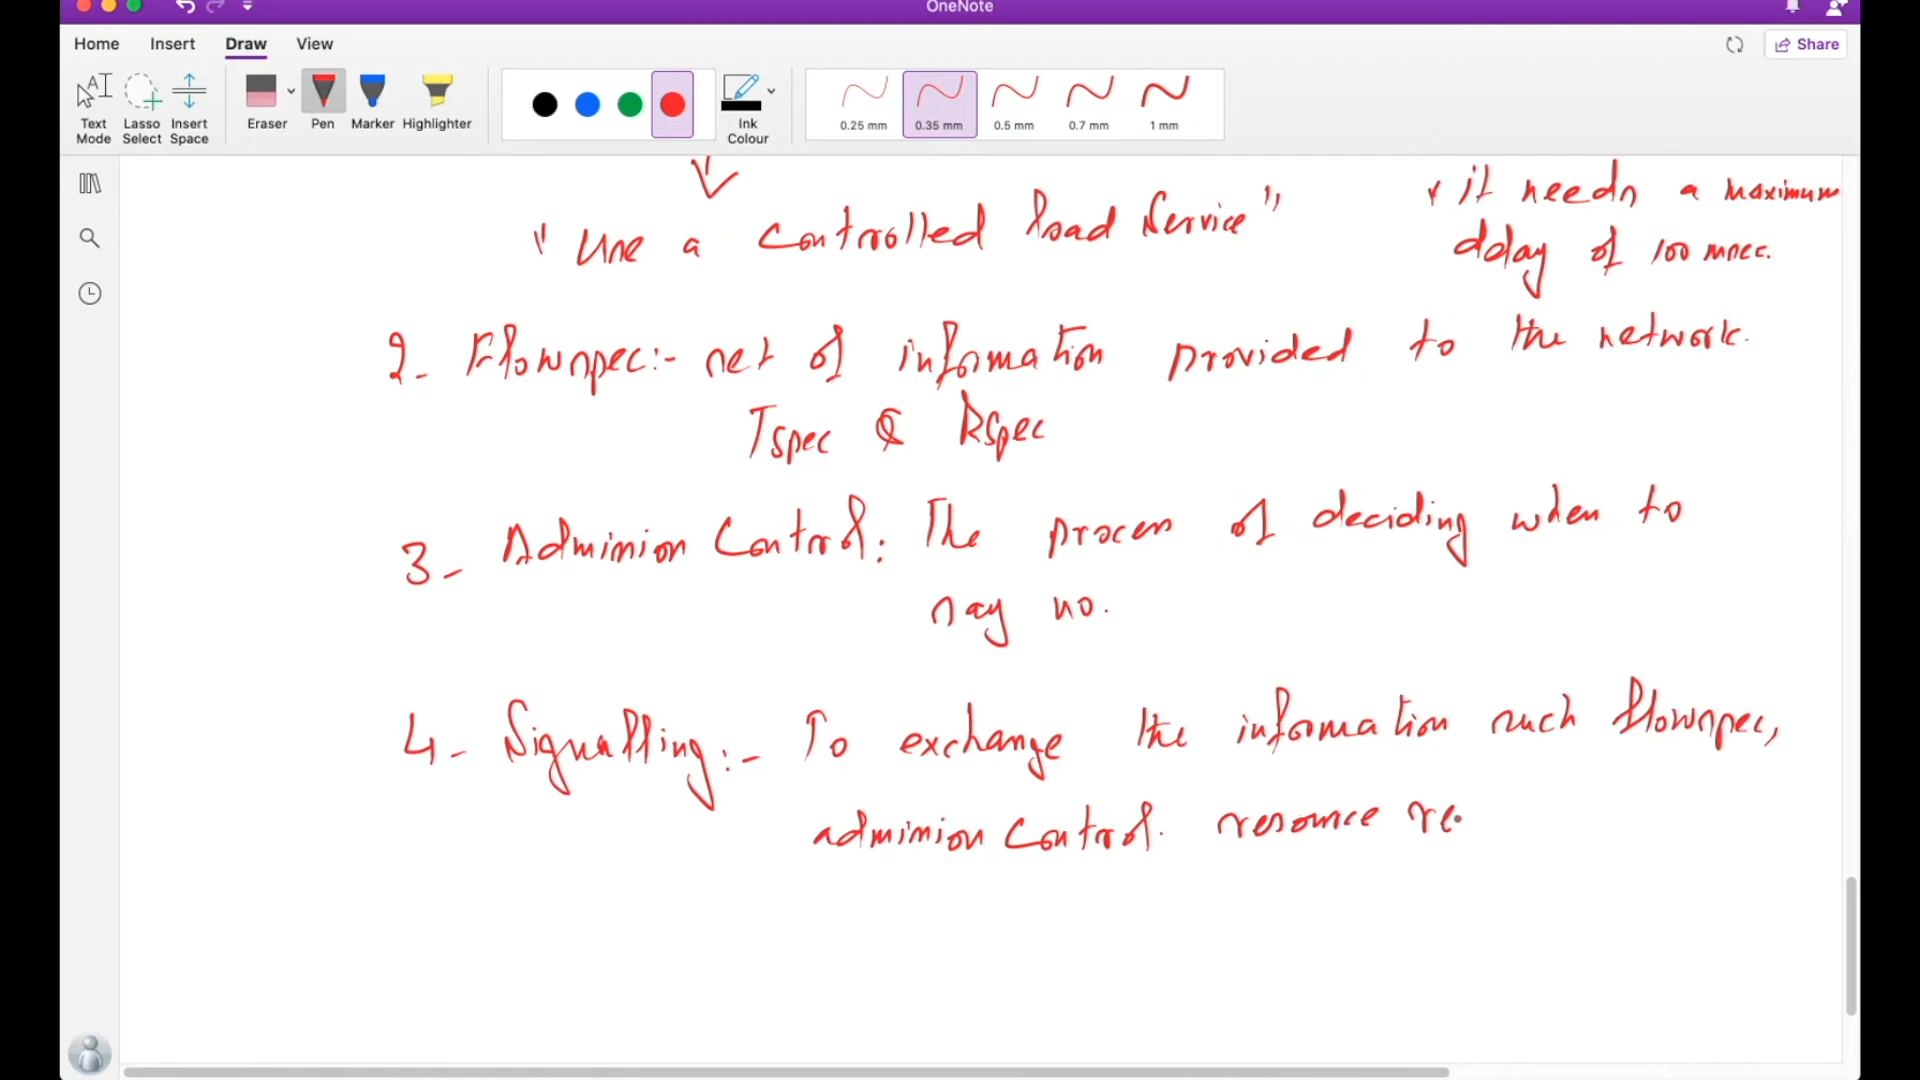 OneNote
Home Insert Draw View
Share
Text Mode
Lasso Select
Insert Space
Eraser
Pen
Marker
Highlighter
Ink Colour
0.25 mm
0.35 mm
0.5 mm
0.7 mm
1 mm
"Use a Controlled load Service"
it needs a maximum
delay of 100 msec.
2- Flowspec:- set of information provided to the network.
Tspec & Rspec
3- Admission Control: The process of deciding when to
say no.
4- Signalling:- To exchange the information such flowspec,
admission control. resource re